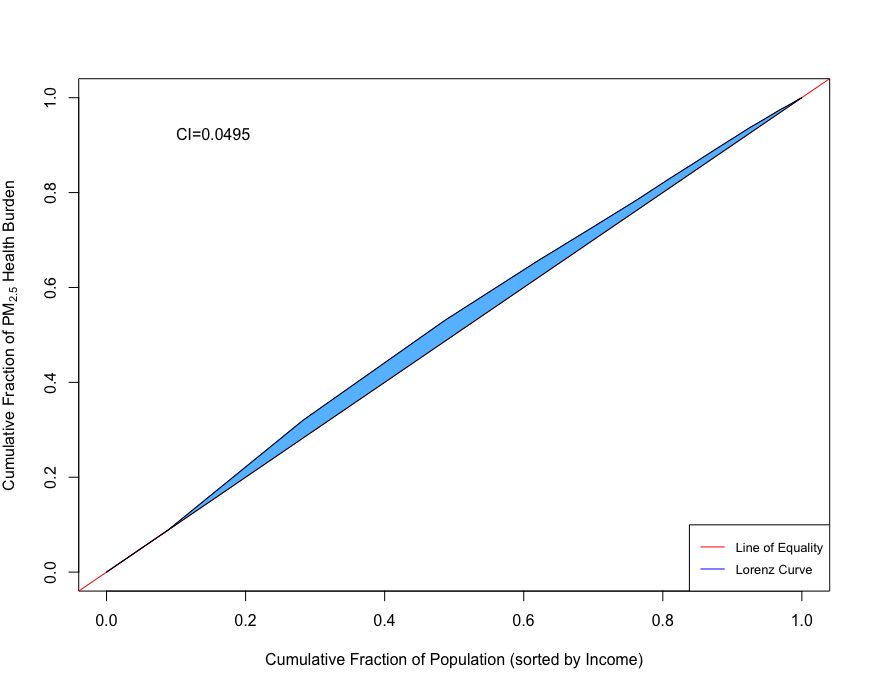 CI=0.0495
1.0
0.8
0.6
0.4
0.2
0.0
Cumulative Fraction of PM2.5 Health Burden
Line of Equality
Lorenz Curve
0.0 0.2 0.4 0.6 0.8 1.0
Cumulative Fraction of Population (sorted by Income)